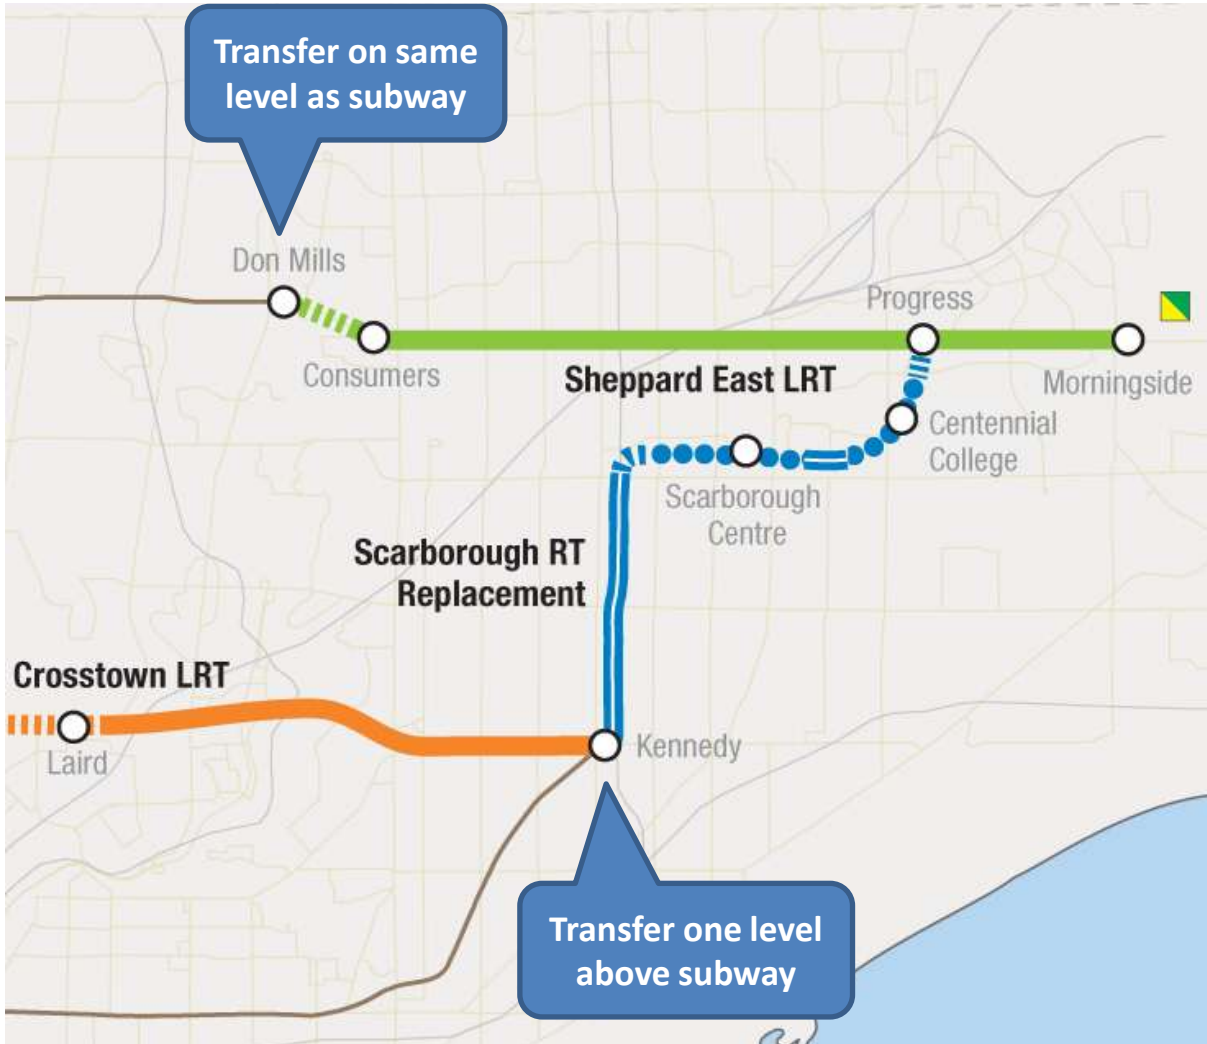 Transfer on same
level as subway
Don Mills
Progress
Consumers
Sheppard East LRT
Morningside
Centennial
College
Scarborough
Centre
Scarborough RT
Replacement
Crosstown LRT
Laird
Kennedy
Transfer one level
above subway